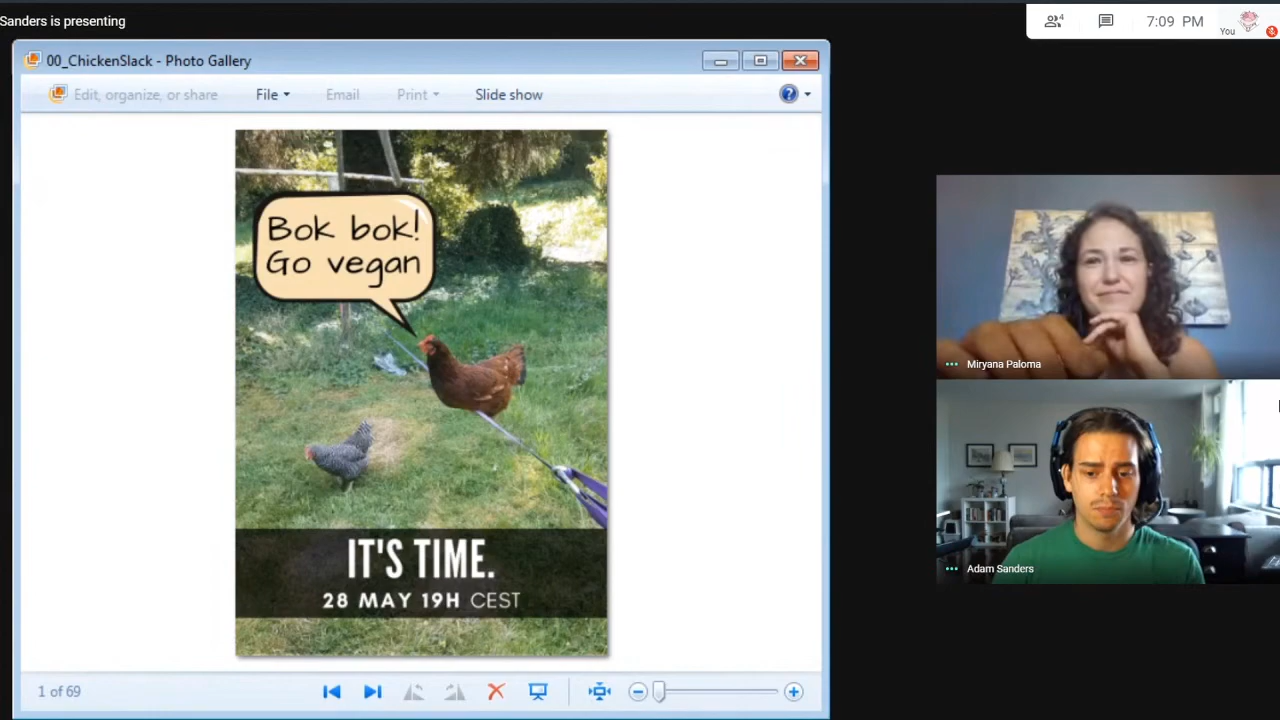 Sanders is presenting
4
7:09 PM
You
00_ChickenSlack - Photo Gallery
Edit, organize, or share
File
Email
Print
Slide show
?
Bok bok!
Go vegan
IT'S TIME.
28 MAY 19H CEST
1 of 69
Miryana Paloma
Adam Sanders